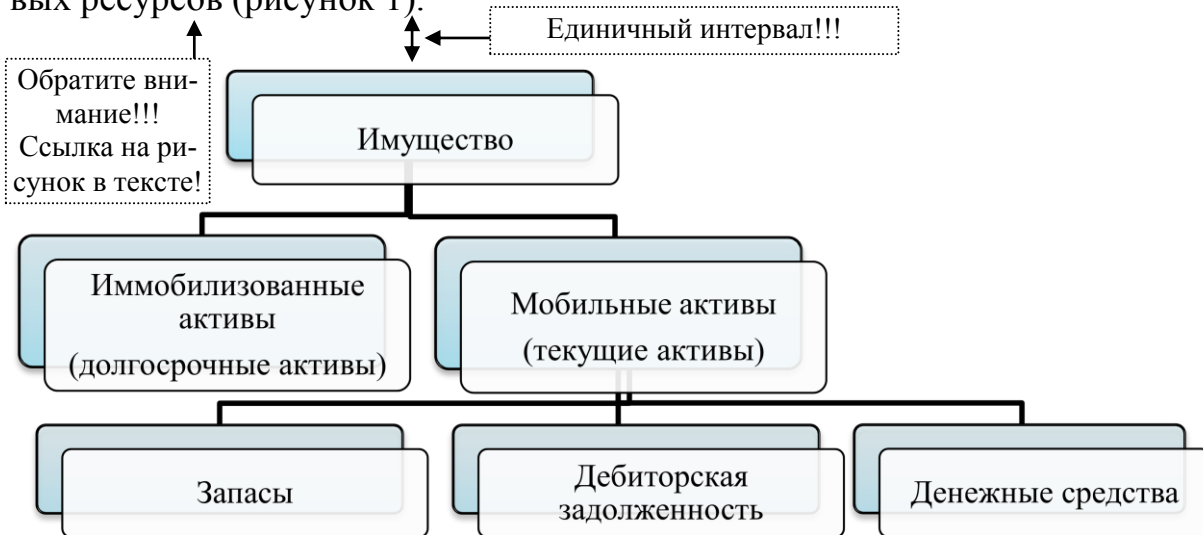 вых ресурсов (рисунок 1).
Единичный интервал!!!
Обратите вни-
мание!!!
Ссылка на ри-
сунок в тексте!
Имущество
Иммобилизованные
активы
(долгосрочные активы)
Мобильные активы
(текущие активы)
Запасы
Дебиторская
задолженность
Денежные средства